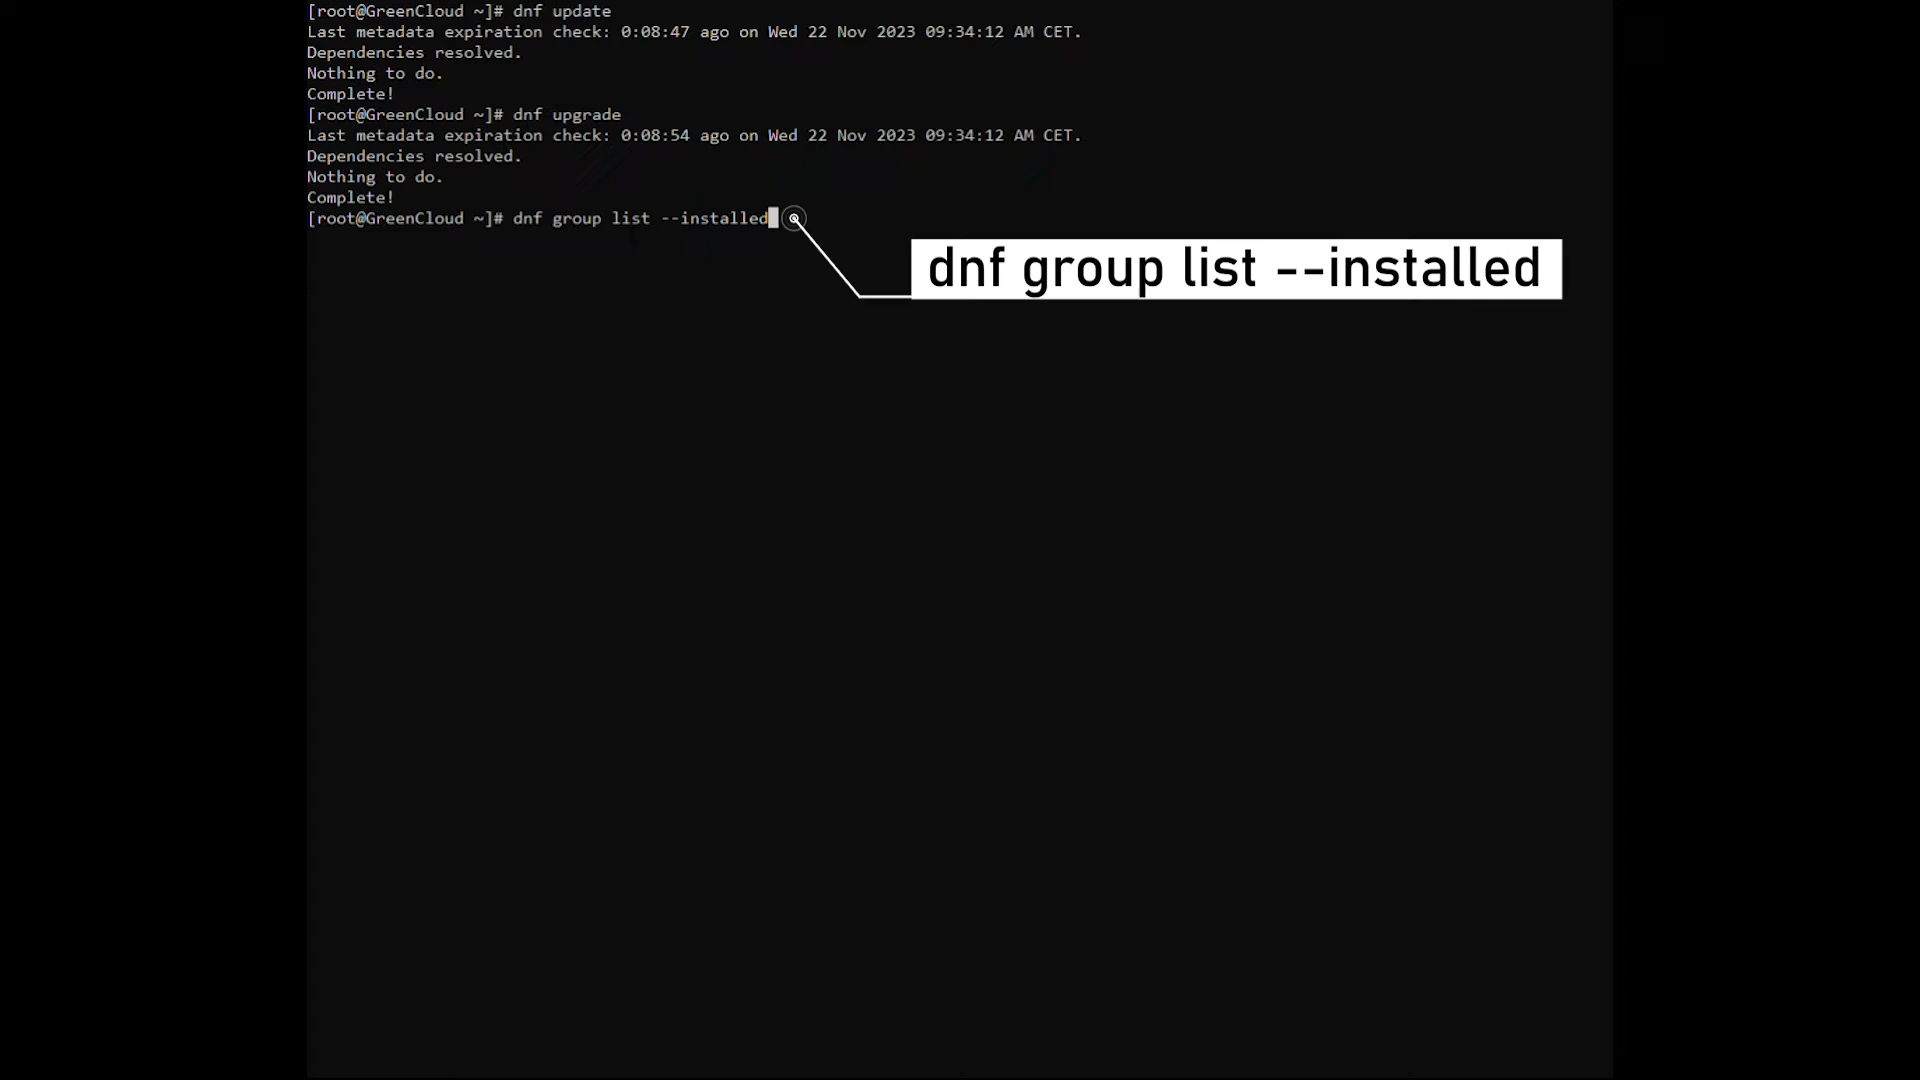 [root@GreenCloud ~]# dnf update
Last metadata expiration check: 0:08:47 ago on Wed 22 Nov 2023 09:34:12 AM CET.
Dependencies resolved.
Nothing to do.
Complete!
[root@GreenCloud ~]# dnf upgrade
Last metadata expiration check: 0:08:54 ago on Wed 22 Nov 2023 09:34:12 AM CET.
Dependencies resolved.
Nothing to do.
Complete!
[root@GreenCloud ~]# dnf group list --installed
dnf group list --installed